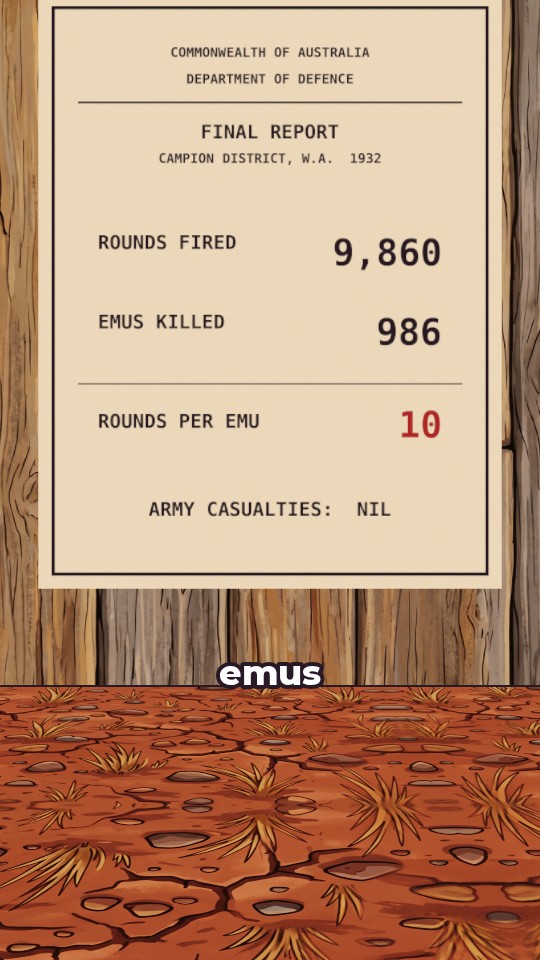 COMMONWEALTH OF AUSTRALIA
DEPARTMENT OF DEFENCE
FINAL REPORT
CAMPION DISTRICT, W.A. 1932
ROUNDS FIRED 9,860
EMUS KILLED 986
ROUNDS PER EMU 10
ARMY CASUALTIES: NIL
emus